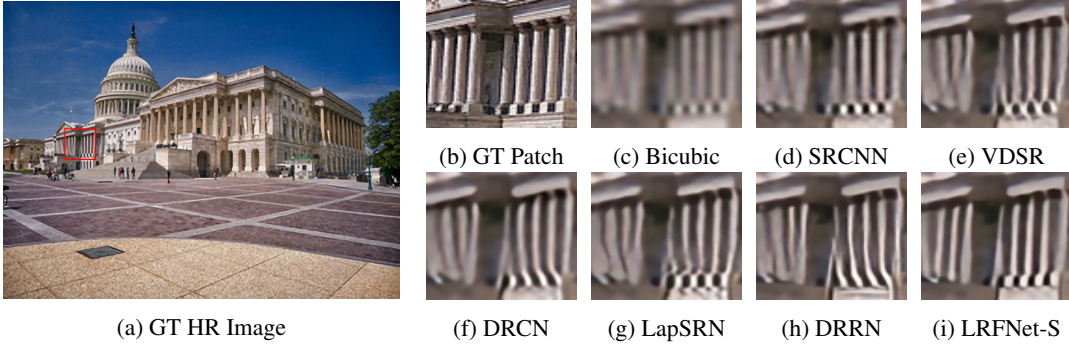 (b) GT Patch
(c) Bicubic
(d) SRCNN
(e) VDSR
(a) GT HR Image
(f) DRCN
(g) LapSRN
(h) DRRN
(i) LRFNet-S